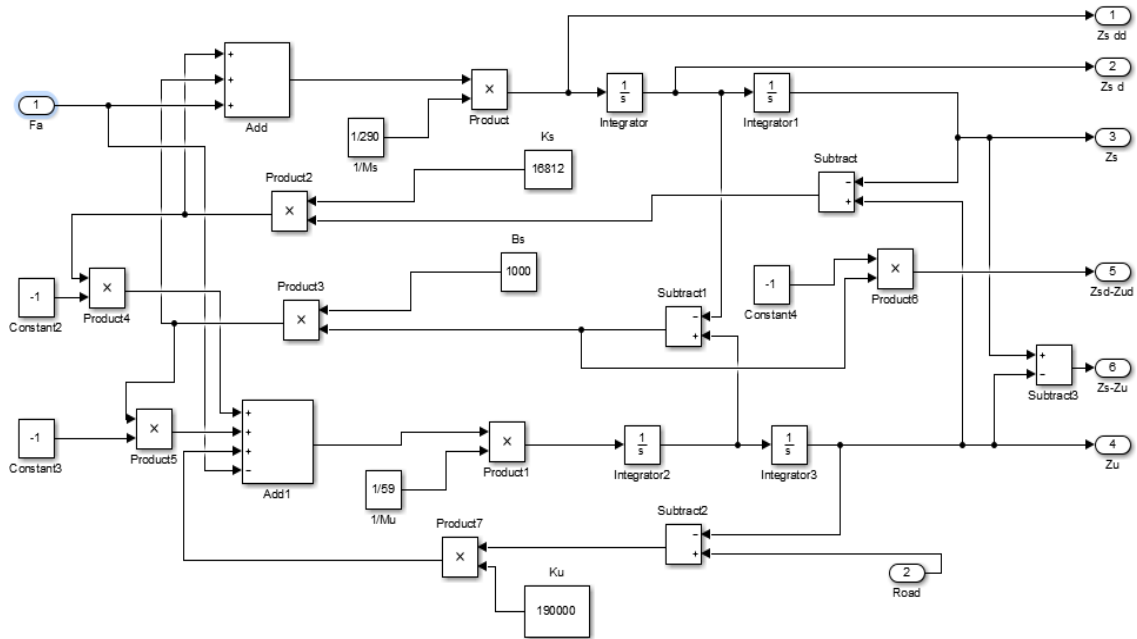 1
Zs dd
2
Zs d
+
+
+
1
Fa
Add
×
Product
1/290
1/Ms
1
s
Integrator
1
s
Integrator1
3
Zs
Ks
16812
Subtract
−
+
Product2
×
Bs
1000
-1
Constant2
×
Product4
Product3
×
Subtract1
−
+
-1
Constant4
×
Product6
5
Zsd-Zud
+
−
Subtract3
6
Zs-Zu
-1
Constant3
×
Product5
+
+
+
−
Add1
×
Product1
1/59
1/Mu
1
s
Integrator2
1
s
Integrator3
4
Zu
Product7
×
Subtract2
−
+
2
Road
Ku
190000